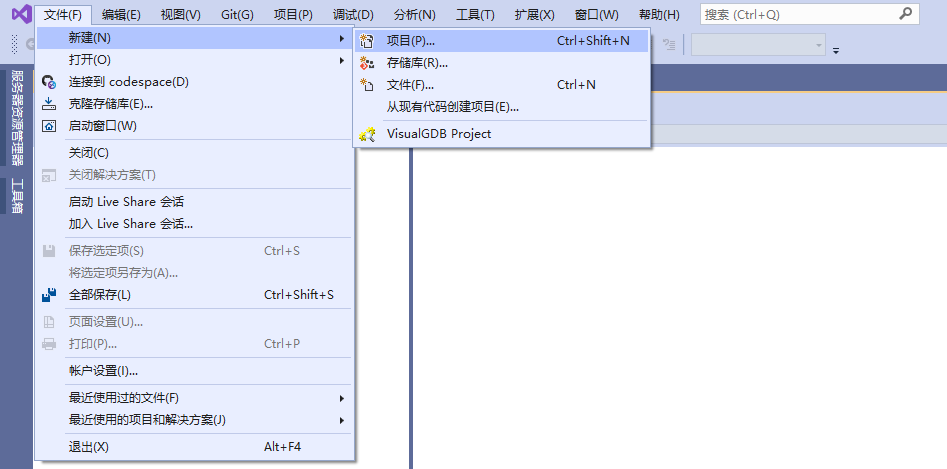 文件(F) 编辑(E) 视图(V) Git(G) 项目(P) 调试(D) 分析(N) 工具(T) 扩展(X) 窗口(W) 帮助(H) 搜索 (Ctrl+Q)
服务器资源管理器
工具箱
新建(N)
打开(O)
连接到 codespace(D)
克隆存储库(E)...
启动窗口(W)
关闭(C)
关闭解决方案(T)
启动 Live Share 会话
加入 Live Share 会话...
保存选定项(S) Ctrl+S
将选定项另存为(A)...
全部保存(L) Ctrl+Shift+S
页面设置(U)...
打印(P)... Ctrl+P
帐户设置(I)...
最近使用过的文件(F)
最近使用的项目和解决方案(J)
退出(X) Alt+F4
项目(P)... Ctrl+Shift+N
存储库(R)...
文件(F)... Ctrl+N
从现有代码创建项目(E)...
VisualGDB Project